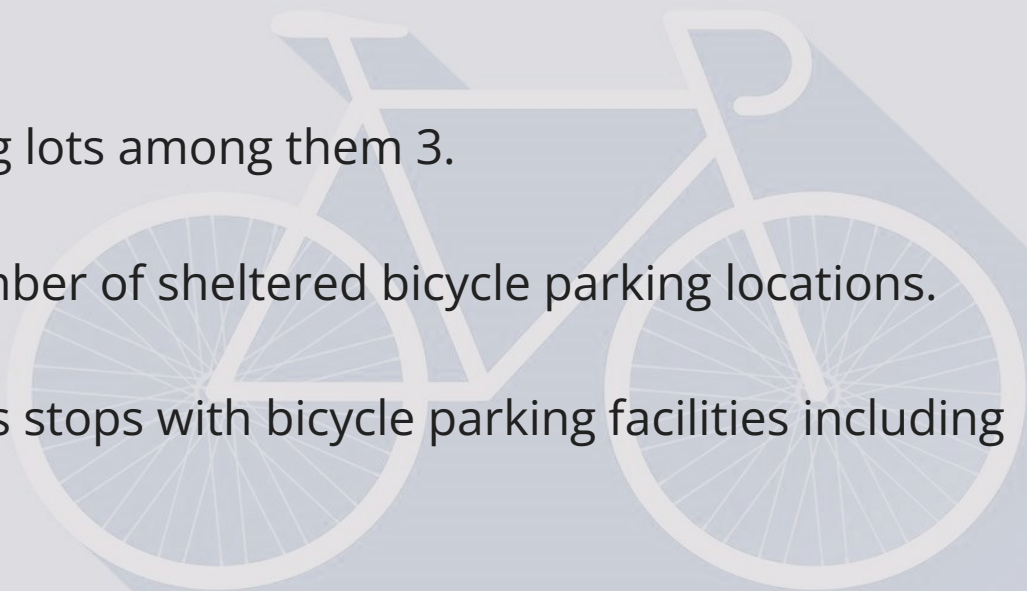 g lots among them 3.
mber of sheltered bicycle parking locations.
s stops with bicycle parking facilities including